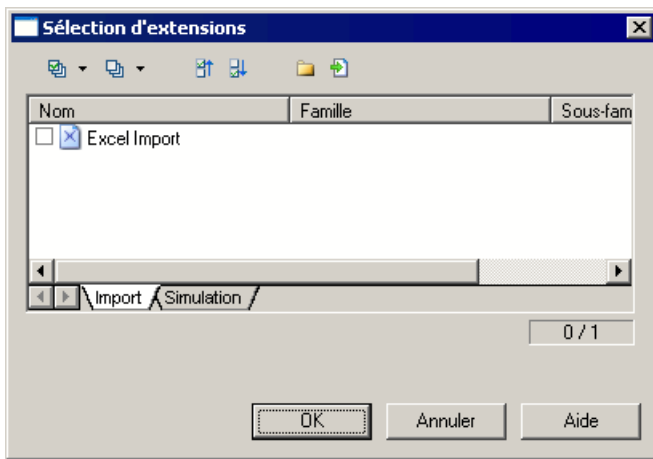 Sélection d'extensions
Nom Famille Sous-fam
Excel Import
Import Simulation
0 / 1
OK Annuler Aide